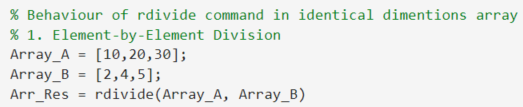 % Behaviour of rdivide command in identical dimentions array
% 1. Element-by-Element Division
Array_A = [10,20,30];
Array_B = [2,4,5];
Arr_Res = rdivide(Array_A, Array_B)